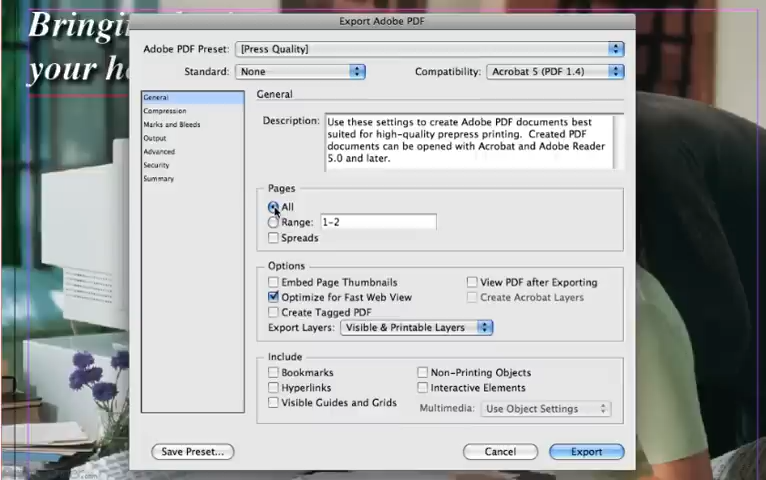 Export Adobe PDF
Adobe PDF Preset: [Press Quality]
Standard: None Compatibility: Acrobat 5 (PDF 1.4)
General
Compression
Marks and Bleeds
Output
Advanced
Security
Summary
General
Description: Use these settings to create Adobe PDF documents best
suited for high-quality prepress printing. Created PDF
documents can be opened with Acrobat and Adobe Reader
5.0 and later.
Pages
All
Range: 1-2
Spreads
Options
Embed Page Thumbnails View PDF after Exporting
Optimize for Fast Web View Create Acrobat Layers
Create Tagged PDF
Export Layers: Visible & Printable Layers
Include
Bookmarks Non-Printing Objects
Hyperlinks Interactive Elements
Visible Guides and Grids
Multimedia: Use Object Settings
Save Preset... Cancel Export
your